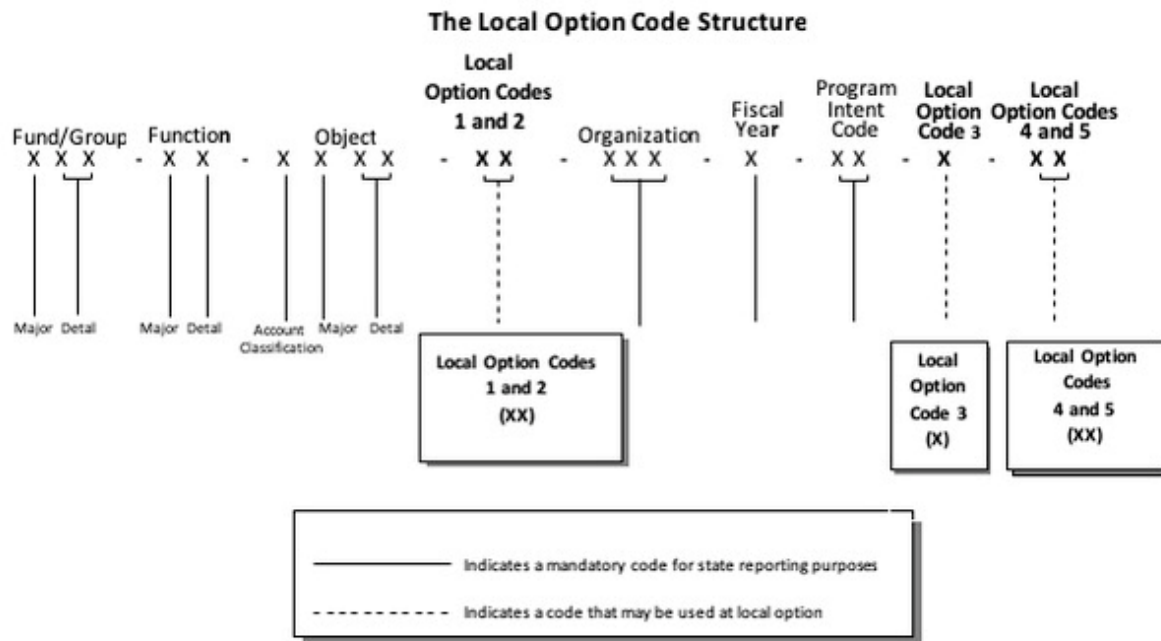 The Local Option Code Structure
Local
Option Codes
1 and 2
Program
Intent
Code
Local
Option
Code 3
Local
Option Codes
4 and 5
Fund/Group
Function
Object
Organization
Fiscal
Year
X X X - X X - X X X X - X X - X X X - X - X X - X - X X
Major Detal
Major Detal
Account
Classification
Major Detal
Local Option Codes
1 and 2
(XX)
Local
Option
Code 3
(X)
Local Option
Codes
4 and 5
(XX)
Indicates a mandatory code for state reporting purposes
Indicates a code that may be used at local option